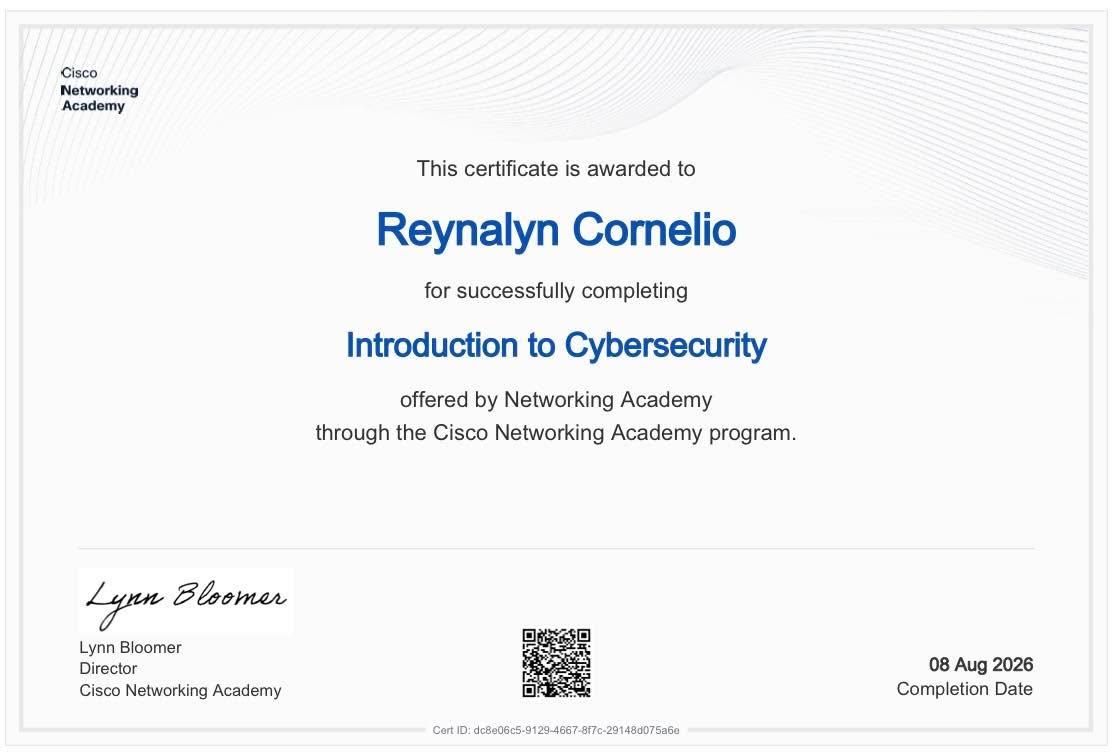 Cisco
Networking
Academy
This certificate is awarded to
Reynalyn Cornelio
for successfully completing
Introduction to Cybersecurity
offered by Networking Academy
through the Cisco Networking Academy program.
Lynn Bloomer
Lynn Bloomer
Director
Cisco Networking Academy
08 Aug 2026
Completion Date
Cert ID: dc8e06c5-9129-4667-8f7c-29148d075a6e